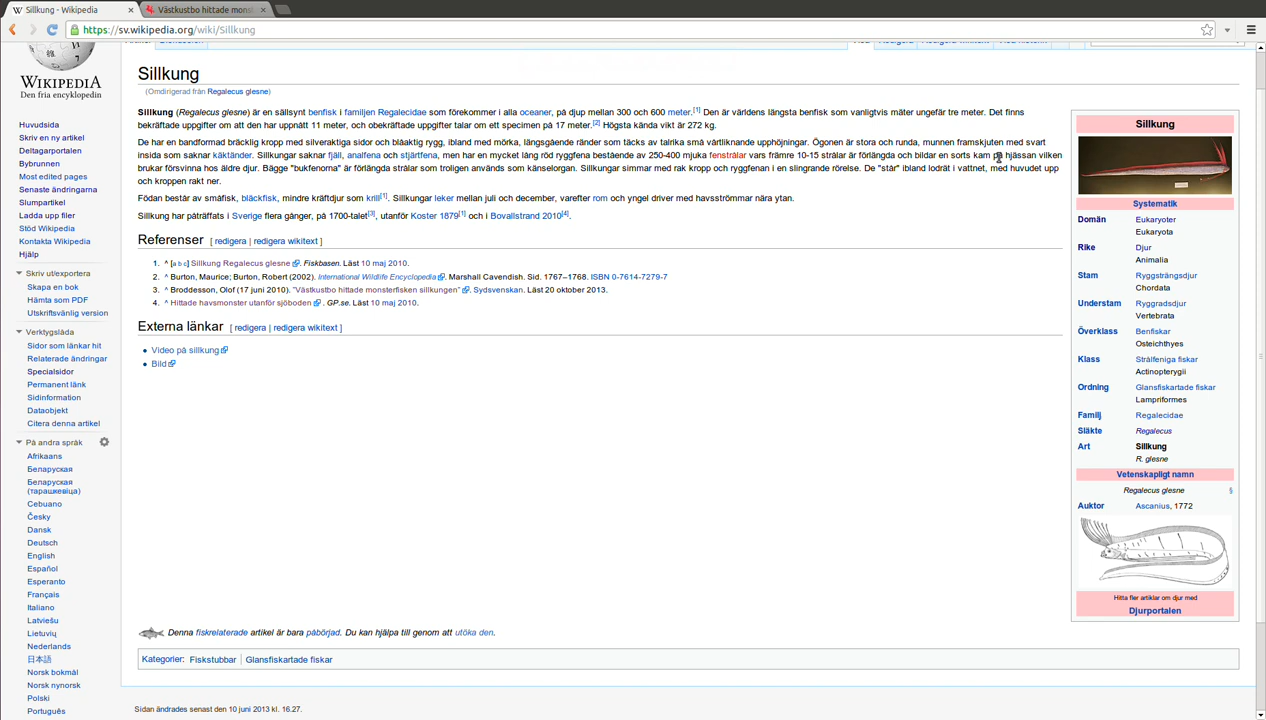 Sillkung - Wikipedia
Västkustbo hittade mons
https://sv.wikipedia.org/wiki/Sillkung
WIKIPEDIA
Den fria encyklopedin
Huvudsida
Skriv en ny artikel
Deltagarportalen
Bybrunnen
Most edited pages
Senaste ändringarna
Slumpartikel
Ladda upp filer
Stöd Wikipedia
Kontakta Wikipedia
Hjälp
Skriv ut/exportera
Skapa en bok
Hämta som PDF
Utskriftsvänlig version
Verktygslåda
Sidor som länkar hit
Relaterade ändringar
Specialsidor
Permanent länk
Sidinformation
Dataobjekt
Citera denna artikel
På andra språk
Afrikaans
Беларуская
Беларуская
(тарашкевіца)
Cebuano
Česky
Dansk
Deutsch
English
Español
Esperanto
Français
Italiano
Latviešu
Lietuvių
Nederlands
日本語
Norsk bokmål
Norsk nynorsk
Polski
Português
Sillkung
(Omdirigerad från Regalecus glesne)
Sillkung (Regalecus glesne) är en sällsynt benfisk i familjen Regalecidae som förekommer i alla oceaner, på djup mellan 300 och 600 meter.[1] Den är världens längsta benfisk som vanligtvis mäter ungefär tre meter. Det finns
bekräftade uppgifter om att den har uppnått 11 meter, och obekräftade uppgifter talar om ett specimen på 17 meter.[2] Högsta kända vikt är 272 kg.
De har en bandformad bräcklig kropp med silveraktiga sidor och blåaktig rygg, ibland med mörka, längsgående ränder som täcks av talrika små vårtliknande upphöjningar. Ögonen är stora och runda, munnen framskjuten med svart
insida som saknar käktänder. Sillkungar saknar fjäll, analfena och stjärtfena, men har en mycket lång röd ryggfena bestående av 250-400 mjuka fenstrålar vars främre 10-15 strålar är förlängda och bildar en sorts kam på hjässan vilken
brukar försvinna hos äldre djur. Bägge "bukfenorna" är förlängda strålar som troligen används som känselorgan. Sillkungar simmar med rak kropp och ryggfenan i en slingrande rörelse. De "står" ibland lodrätt i vattnet, med huvudet upp
och kroppen rakt ner.
Födan består av småfisk, bläckfisk, mindre kräftdjur som krill[1]. Sillkungar leker mellan juli och december, varefter rom och yngel driver med havsströmmar nära ytan.
Sillkung har påträffats i Sverige flera gånger, på 1700-talet[3], utanför Koster 1879[1] och i Bovallstrand 2010[4].
Referenser [ redigera | redigera wikitext ]
1. ^ [a b c] Sillkung Regalecus glesne . Fiskbasen. Läst 10 maj 2010.
2. ^ Burton, Maurice; Burton, Robert (2002). International Wildlife Encyclopedia . Marshall Cavendish. Sid. 1767–1768. ISBN 0-7614-7279-7
3. ^ Broddesson, Olof (17 juni 2010). "Västkustbo hittade monsterfisken sillkungen" . Sydsvenskan. Läst 20 oktober 2013.
4. ^ Hittade havsmonster utanför sjöboden . GP.se. Läst 10 maj 2010.
Externa länkar [ redigera | redigera wikitext ]
Video på sillkung
Bild
Denna fiskrelaterade artikel är bara påbörjad. Du kan hjälpa till genom att utöka den.
Kategorier: Fiskstubbar | Glansfiskartade fiskar
Sidan ändrades senast den 10 juni 2013 kl. 16.27.
Sillkung
Systematik
Domän Eukaryoter
Eukaryota
Rike Djur
Animalia
Stam Ryggsträngsdjur
Chordata
Understam Ryggradsdjur
Vertebrata
Överklass Benfiskar
Osteichthyes
Klass Strålfeniga fiskar
Actinopterygii
Ordning Glansfiskartade fiskar
Lampriformes
Familj Regalecidae
Släkte Regalecus
Art Sillkung
R. glesne
Vetenskapligt namn
Regalecus glesne §
Auktor Ascanius, 1772
Hitta fler artiklar om djur med
Djurportalen